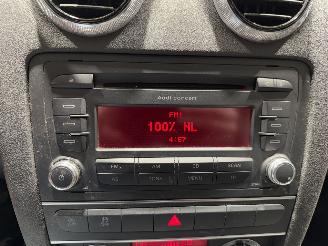 Audi concert
FM1
100% NL
4:57
FM AM CD SCAN
AS TONE MENU TP